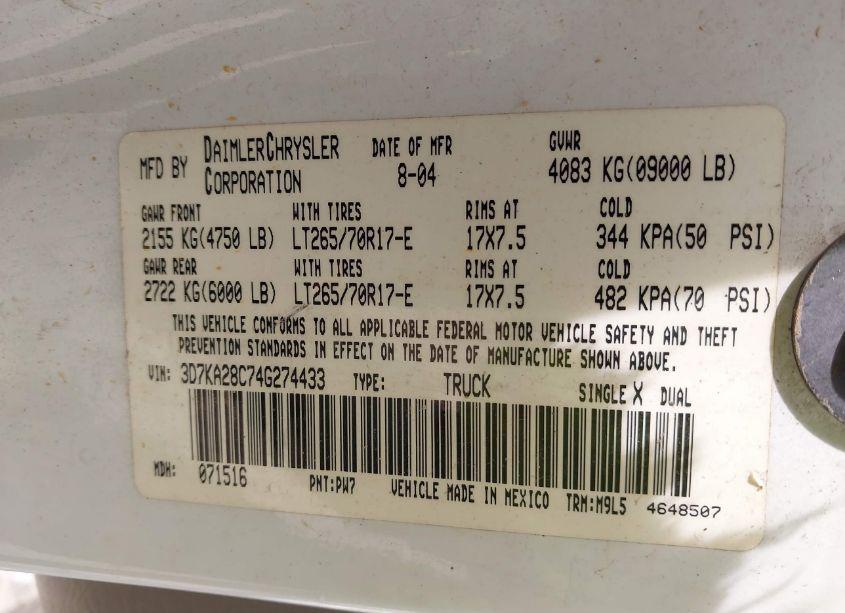 MFD BY DAIMLERCHRYSLER CORPORATION DATE OF MFR 8-04 GVWR 4083 KG(09000 LB)
GAWR FRONT WITH TIRES RIMS AT COLD
2155 KG(4750 LB) LT265/70R17-E 17X7.5 344 KPA(50 PSI)
GAWR REAR WITH TIRES RIMS AT COLD
2722 KG(6000 LB) LT265/70R17-E 17X7.5 482 KPA(70 PSI)
THIS VEHICLE CONFORMS TO ALL APPLICABLE FEDERAL MOTOR VEHICLE SAFETY AND THEFT
PREVENTION STANDARDS IN EFFECT ON THE DATE OF MANUFACTURE SHOWN ABOVE.
VIN: 3D7KA28C74G274433 TYPE: TRUCK SINGLE X DUAL
MDH: 071516 PNT:PW7 VEHICLE MADE IN MEXICO TRM:M9L5 4648507